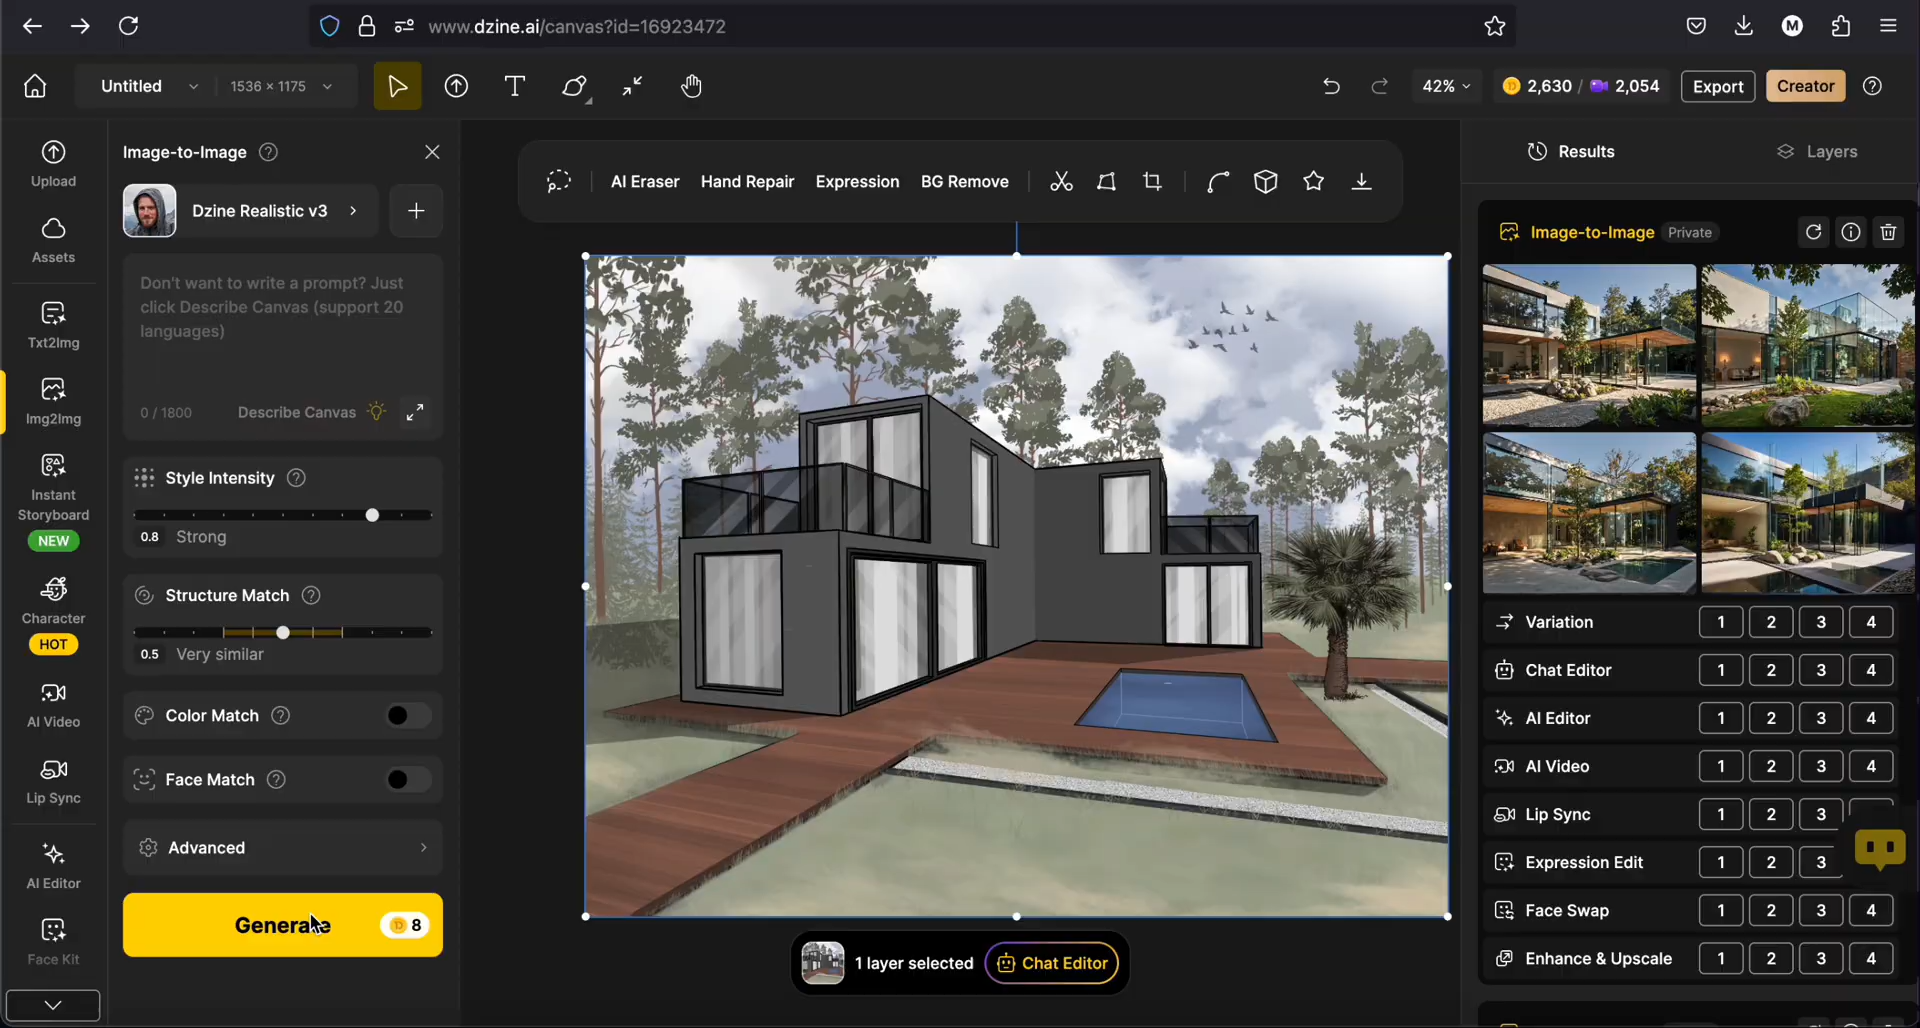 www.dzine.ai/canvas?id=16923472
M
Untitled
1536 × 1175
T
42%
2,630 / 2,054
Export
Creator
Upload
Assets
Txt2Img
Img2Img
Instant
Storyboard
NEW
Character
HOT
AI Video
Lip Sync
AI Editor
Face Kit
Image-to-Image
Dzine Realistic v3
Don't want to write a prompt? Just
click Describe Canvas (support 20
languages)
0 / 1800
Describe Canvas
Style Intensity
0.8 Strong
Structure Match
0.5 Very similar
Color Match
Face Match
Advanced
Generate
8
AI Eraser
Hand Repair
Expression
BG Remove
1 layer selected
Chat Editor
Results
Layers
Image-to-Image
Private
Variation 1 2 3 4
Chat Editor 1 2 3 4
AI Editor 1 2 3 4
AI Video 1 2 3 4
Lip Sync 1 2 3
Expression Edit 1 2 3
Face Swap 1 2 3 4
Enhance & Upscale 1 2 3 4